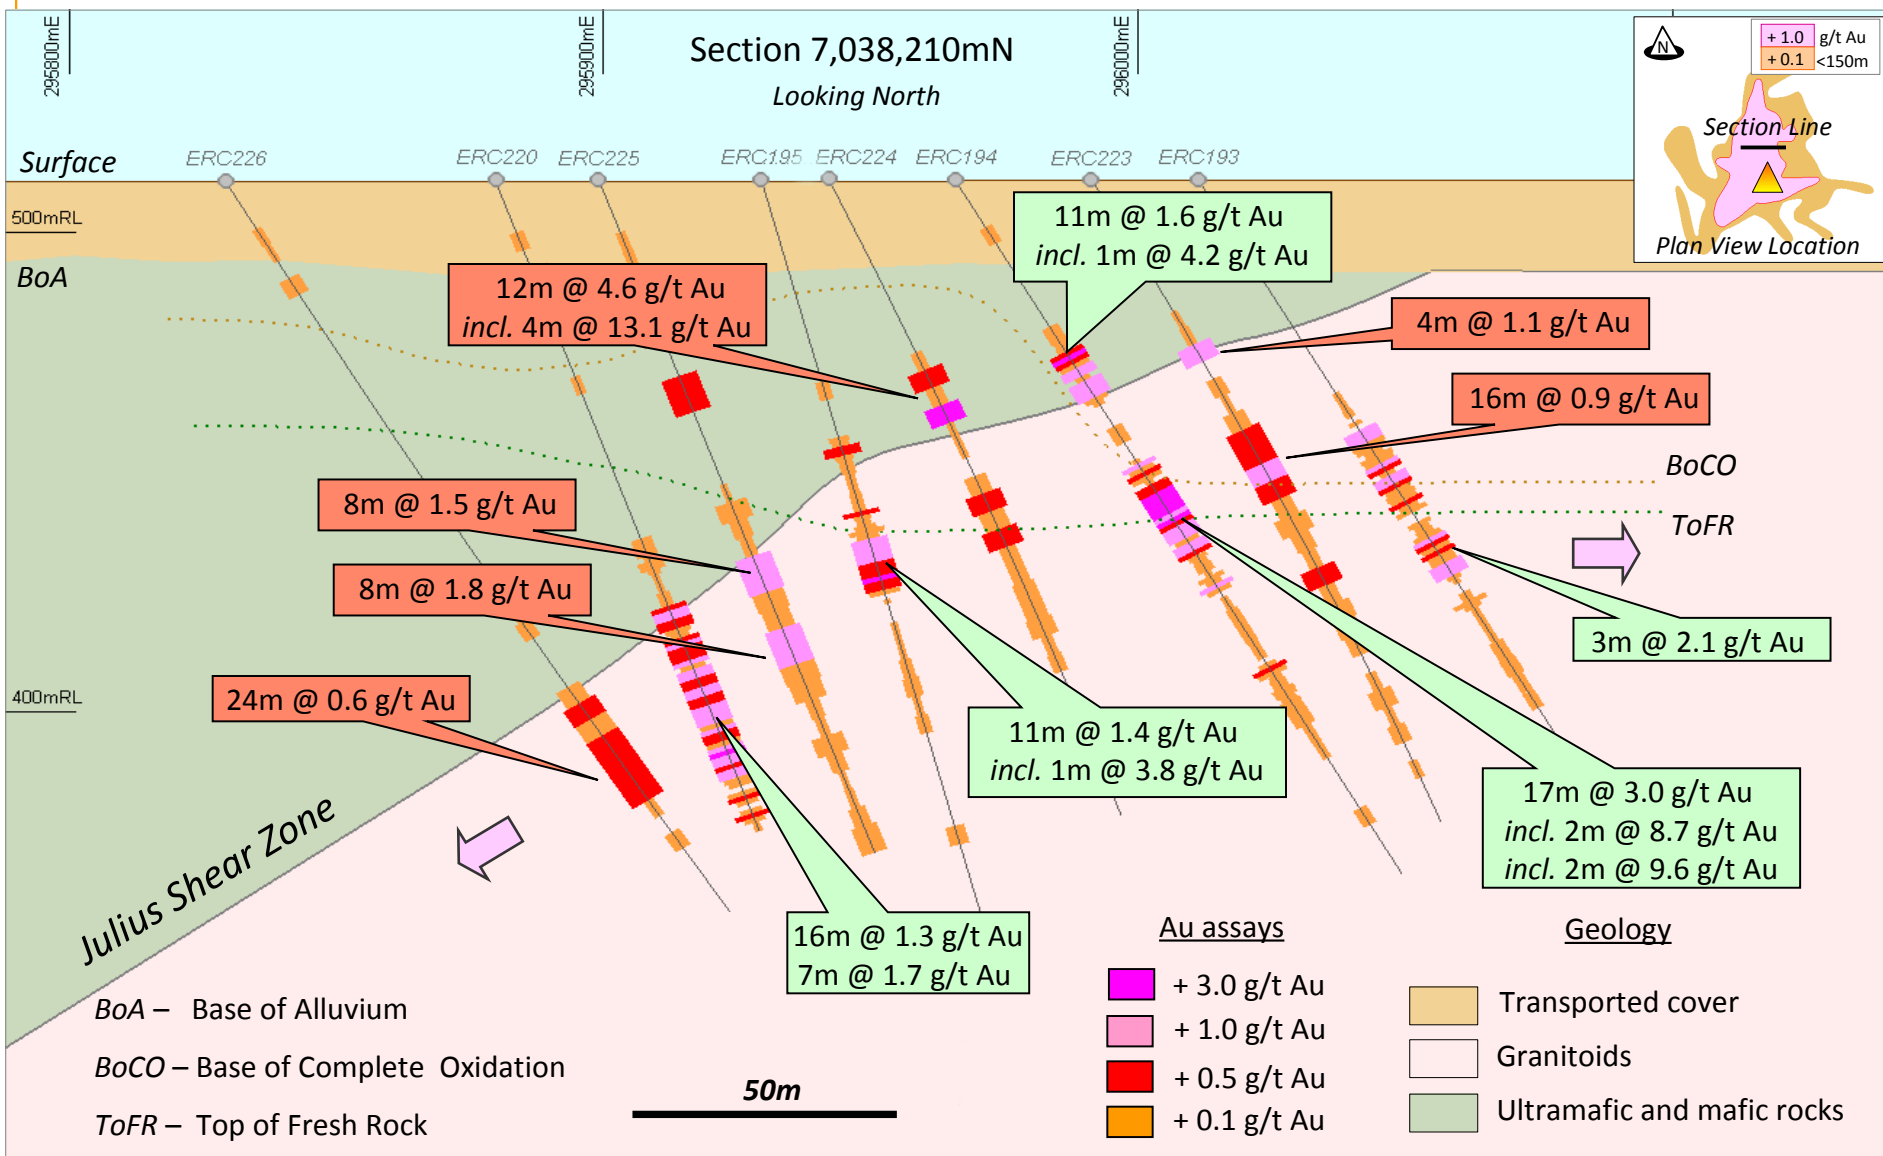 295800mE
295900mE
296000mE
Section 7,038,210mN
Looking North
N
+ 1.0 g/t Au
+ 0.1 <150m
Section Line
Plan View Location
Surface
ERC226
ERC220
ERC225
ERC195
ERC224
ERC194
ERC223
ERC193
500mRL
BoA
11m @ 1.6 g/t Au
incl. 1m @ 4.2 g/t Au
12m @ 4.6 g/t Au
incl. 4m @ 13.1 g/t Au
4m @ 1.1 g/t Au
16m @ 0.9 g/t Au
BoCO
ToFR
8m @ 1.5 g/t Au
8m @ 1.8 g/t Au
3m @ 2.1 g/t Au
400mRL
24m @ 0.6 g/t Au
11m @ 1.4 g/t Au
incl. 1m @ 3.8 g/t Au
17m @ 3.0 g/t Au
incl. 2m @ 8.7 g/t Au
incl. 2m @ 9.6 g/t Au
Julius Shear Zone
16m @ 1.3 g/t Au
7m @ 1.7 g/t Au
BoA – Base of Alluvium
BoCO – Base of Complete Oxidation
ToFR – Top of Fresh Rock
50m
Au assays
+ 3.0 g/t Au
+ 1.0 g/t Au
+ 0.5 g/t Au
+ 0.1 g/t Au
Geology
Transported cover
Granitoids
Ultramafic and mafic rocks